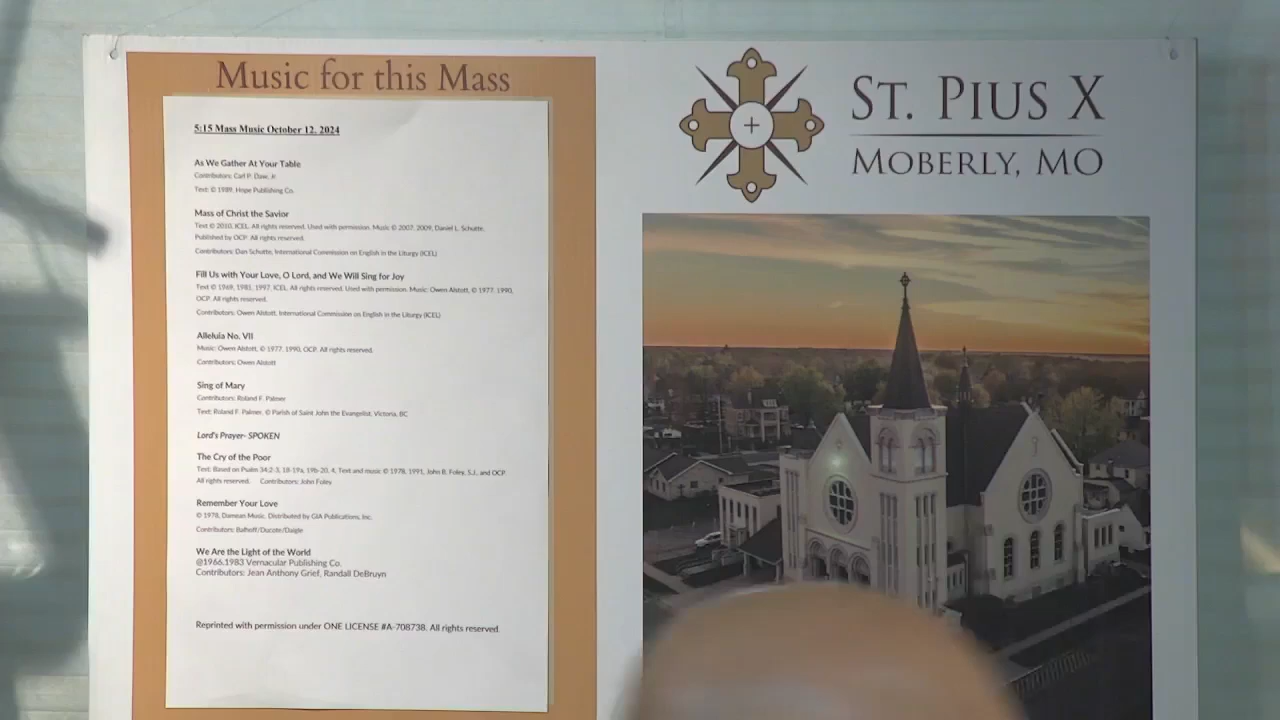 Music for this Mass
5:15 Mass Music October 12, 2024
As We Gather At Your Table
Contributors: Carl P. Daw, Jr
Text: © 1989, Hope Publishing Co.
Mass of Christ the Savior
Text © 2010, ICEL. All rights reserved. Used with permission. Music © 2007, 2009, Daniel L. Schutte.
Published by OCP. All rights reserved.
Contributors: Dan Schutte, International Commission on English in the Liturgy (ICEL)
Fill Us with Your Love, O Lord, and We Will Sing for Joy
Text © 1969, 1981, 1997, ICEL. All rights reserved. Used with permission. Music: Owen Alstott, © 1977, 1990,
OCP. All rights reserved.
Contributors: Owen Alstott, International Commission on English in the Liturgy (ICEL)
Alleluia No. VII
Music: Owen Alstott, © 1977, 1990, OCP. All rights reserved.
Contributors: Owen Alstott
Sing of Mary
Contributors: Roland F. Palmer
Text: Roland F. Palmer, © Parish of Saint John the Evangelist, Victoria, BC
Lord's Prayer- SPOKEN
The Cry of the Poor
Text: Based on Psalm 34:2-3, 18-19a, 19b-20, 4, Text and music © 1978, 1991, John B. Foley, S.J., and OCP.
All rights reserved. Contributors: John Foley
Remember Your Love
© 1978, Damean Music. Distributed by GIA Publications, Inc.
Contributors: Balhoff/Ducote/Daigle
We Are the Light of the World
@1966.1983 Vernacular Publishing Co.
Contributors: Jean Anthony Grief, Randall DeBruyn
Reprinted with permission under ONE LICENSE #A-708738. All rights reserved.
ST. PIUS X
MOBERLY, MO